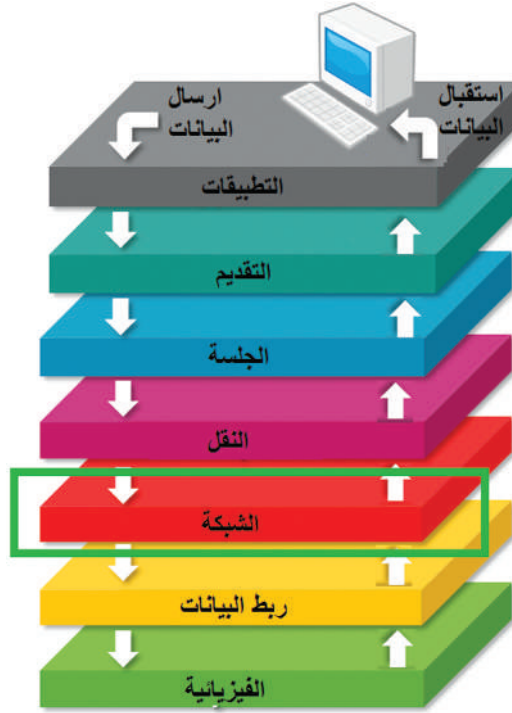 استقبال
البيانات
ارسال
البيانات
التطبيقات
التقديم
الجلسة
النقل
الشبكة
ربط البيانات
الفيزيائية